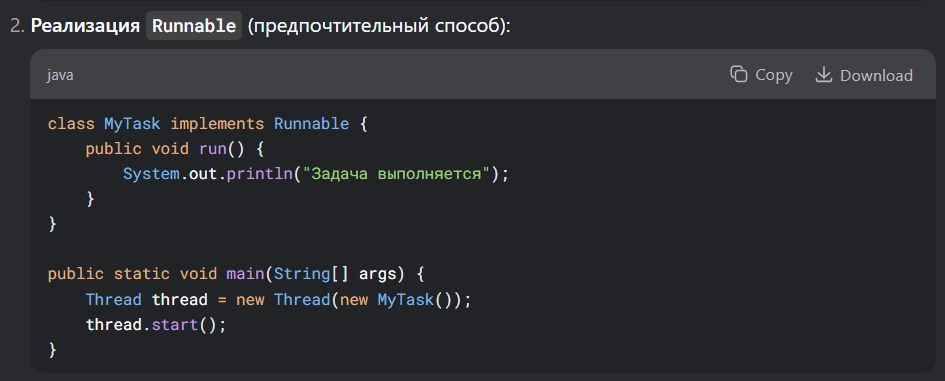 2. Реализация Runnable (предпочтительный способ):
java
Copy
Download
class MyTask implements Runnable {
    public void run() {
        System.out.println("Задача выполняется");
    }
}

public static void main(String[] args) {
    Thread thread = new Thread(new MyTask());
    thread.start();
}